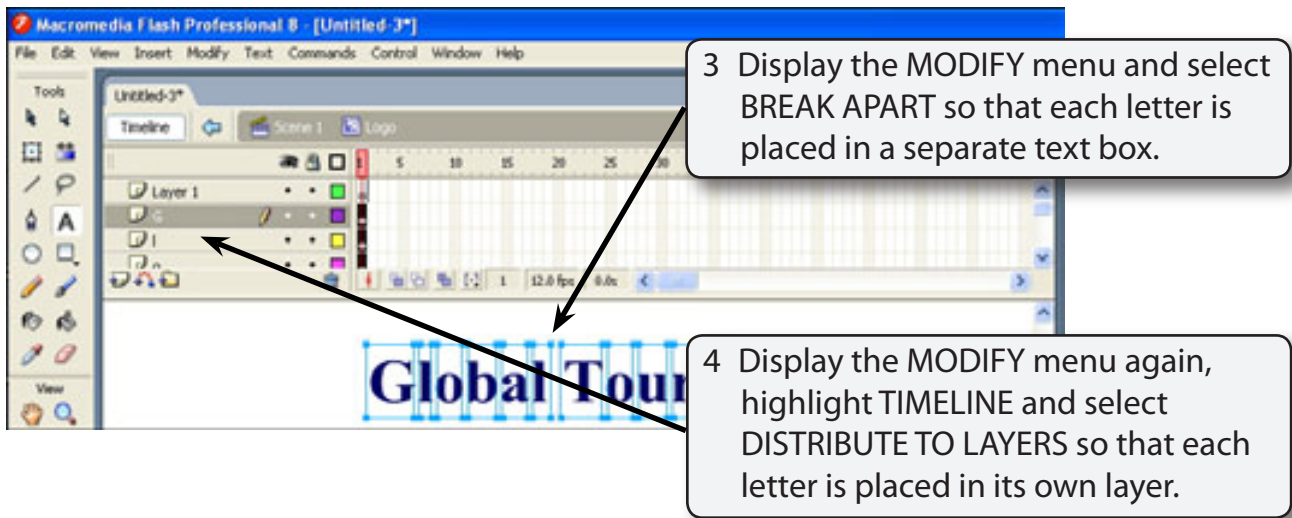 Macromedia Flash Professional 8 - [Untitled-3*]
File Edit View Insert Modify Text Commands Control Window Help
Tools
Untitled-3*
Timeline Scene 1 Logo
1 5 10 15 20 25 30
Layer 1
G
l
1 12.0 fps 0.0s
View
Global Tour
3 Display the MODIFY menu and select
BREAK APART so that each letter is
placed in a separate text box.
4 Display the MODIFY menu again,
highlight TIMELINE and select
DISTRIBUTE TO LAYERS so that each
letter is placed in its own layer.